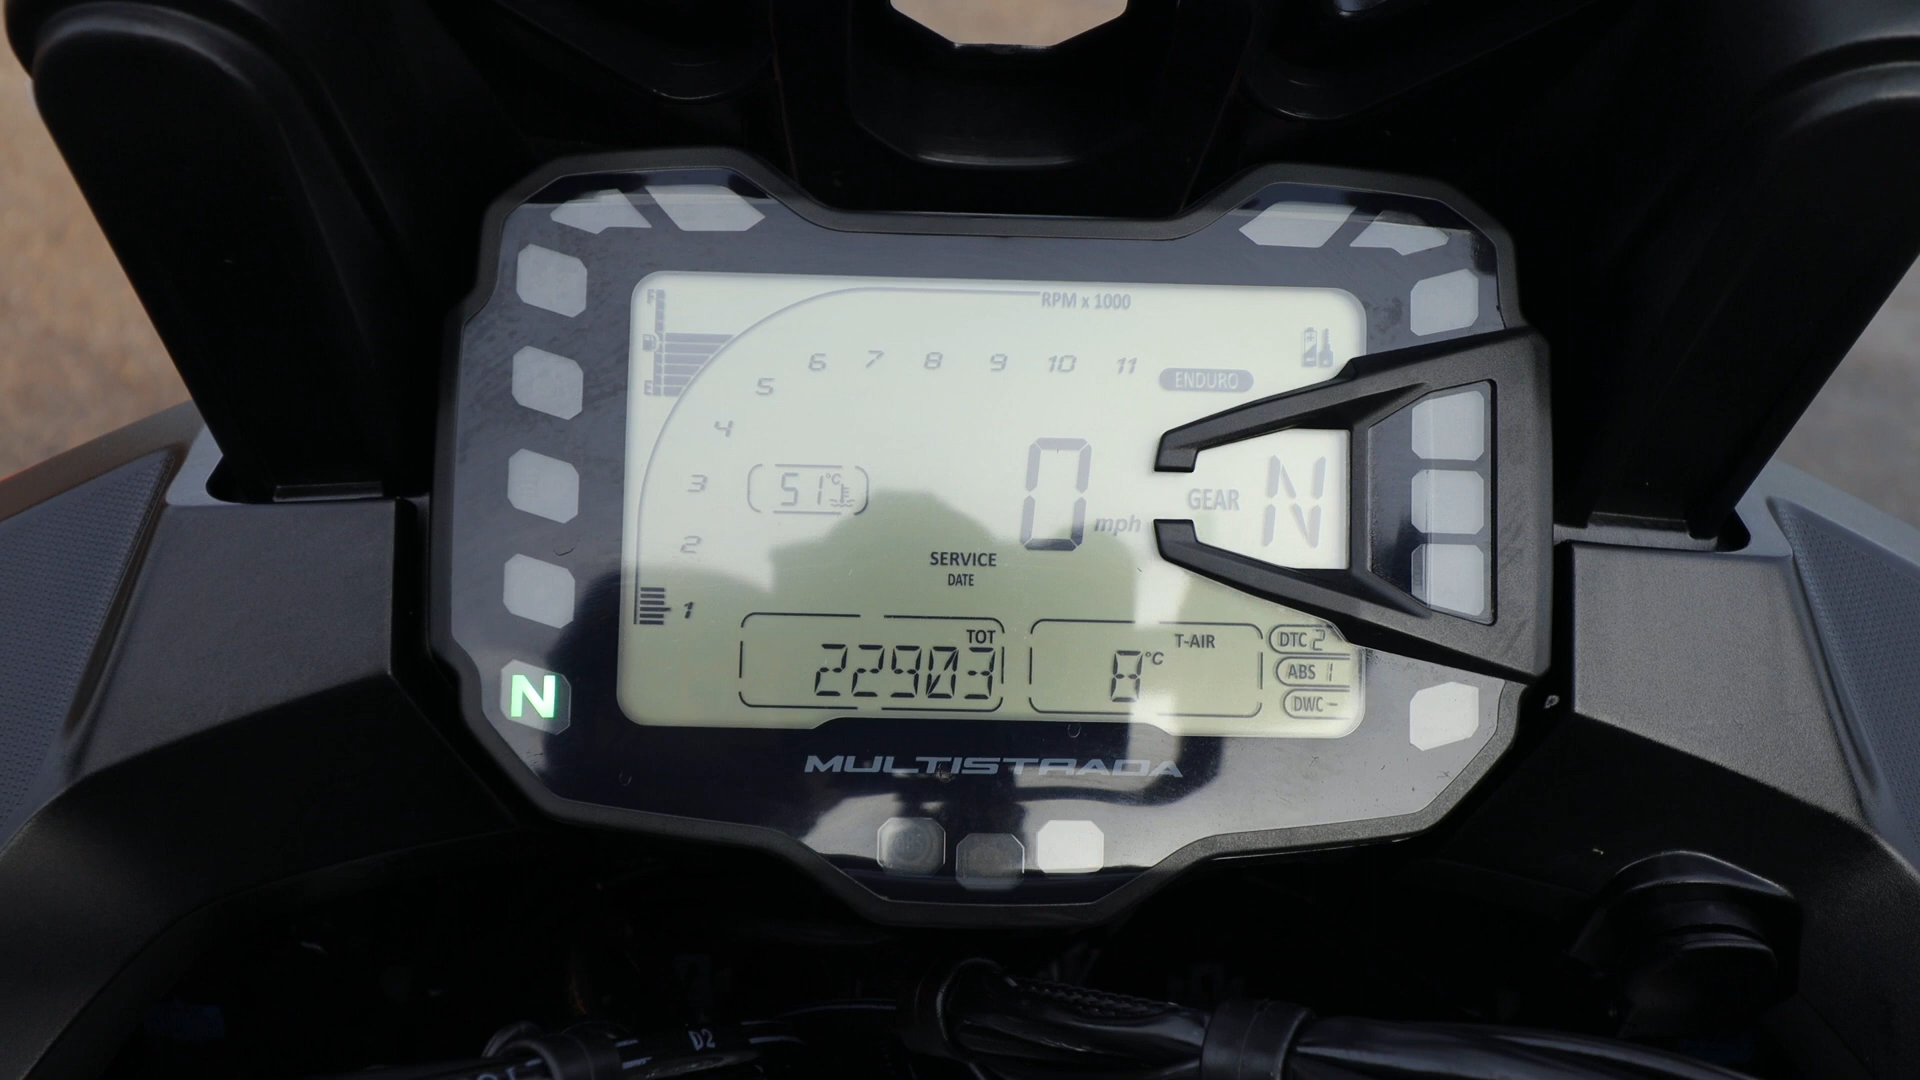 F
RPM x 1000
E
5 6 7 8 9 10 11
ENDURO
4
3
2
1
51 °C
0 mph
GEAR N
SERVICE
DATE
TOT
22903
T-AIR
8 °C
DTC 2
ABS 1
DWC -
N
MULTISTRADA
D2